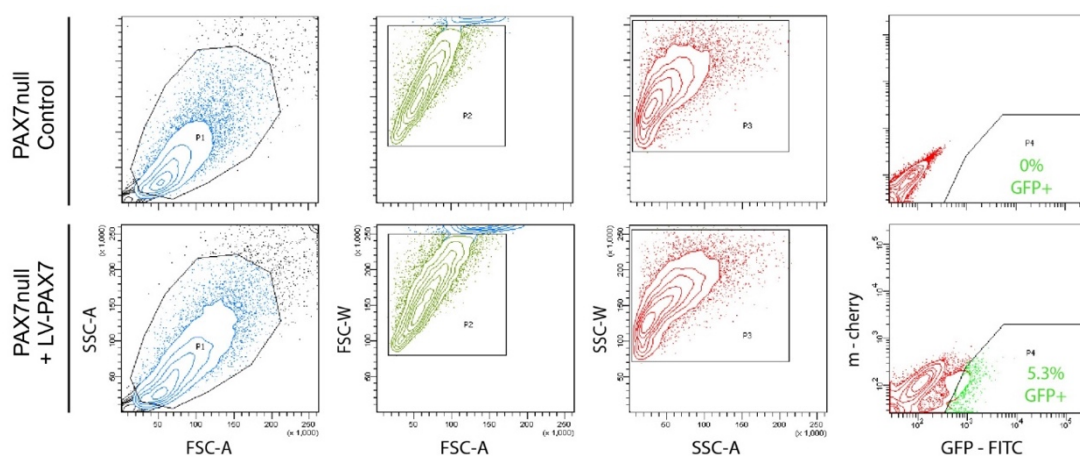 PAX7null
Control
P1
P2
P3
P4
0%
GFP+
PAX7null
+ LV-PAX7
SSC-A
(x 1,000)
50 100 150 200 250
P1
50 100 150 200 250
(x 1,000)
FSC-A
FSC-W
(x 1,000)
50 100 150 200 250
P2
50 100 150 200 250
(x 1,000)
FSC-A
SSC-W
(x 1,000)
50 100 150 200 250
P3
50 100 150 200 250
(x 1,000)
SSC-A
m - cherry
10^2 10^3 10^4 10^5
P4
5.3%
GFP+
10^2 10^3 10^4 10^5
GFP - FITC